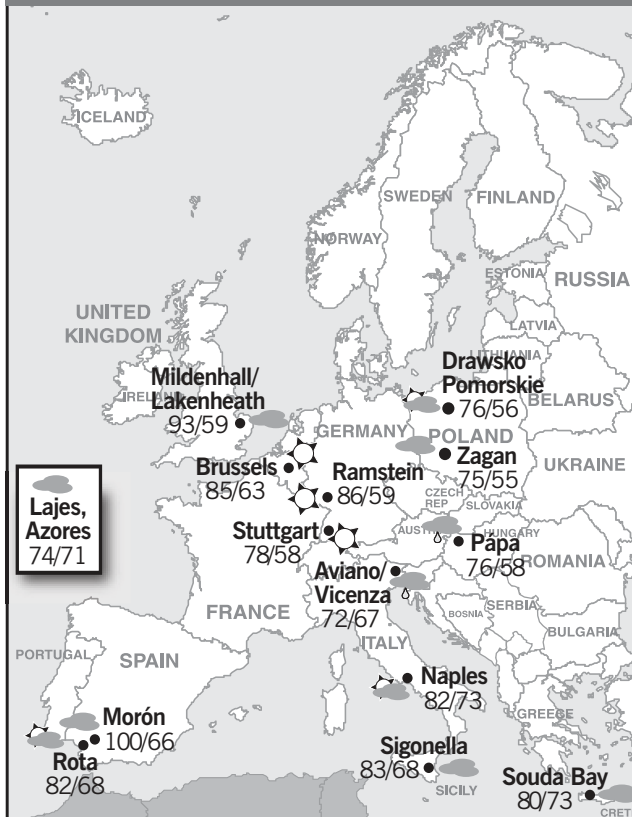 ICELAND
SWEDEN
FINLAND
NORWAY
ESTONIA
RUSSIA
LATVIA
LITHUANIA
UNITED
KINGDOM
IRELAND
Mildenhall/
Lakenheath
93/59
Drawsko
Pomorskie
76/56
BELARUS
GERMANY
POLAND
Zagan
75/55
Brussels
85/63
Ramstein
86/59
UKRAINE
CZECH
REP
SLOVAKIA
Lajes,
Azores
74/71
Stuttgart
78/58
AUST
HUNGARY
Pápa
76/58
ROMANIA
Aviano/
Vicenza
72/67
FRANCE
BOSNIA
SERBIA
BULGARIA
ITALY
PORTUGAL
SPAIN
Naples
82/73
GREECE
Morón
100/66
Rota
82/68
Sigonella
83/68
SICILY
Souda Bay
80/73
CRET